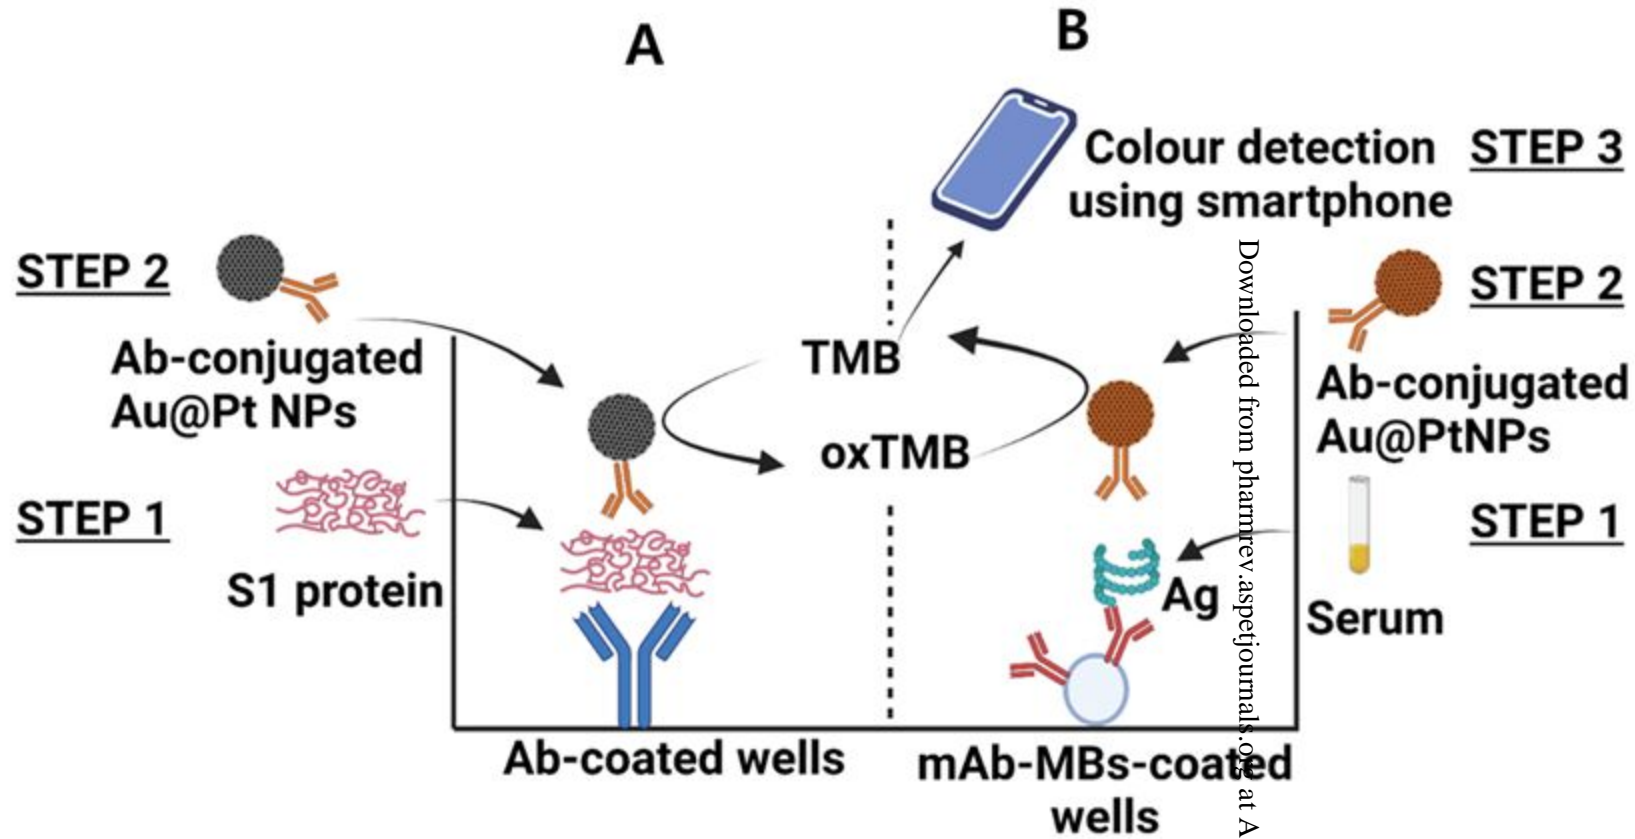 A
B
Colour detection
using smartphone
STEP 3
STEP 2
Ab-conjugated
Au@Pt NPs
STEP 1
S1 protein
TMB
oxTMB
STEP 2
Ab-conjugated
Au@PtNPs
STEP 1
Ag
Serum
Ab-coated wells
mAb-MBs-coated
wells
Downloaded from pharmrev.aspetjournals.org at A